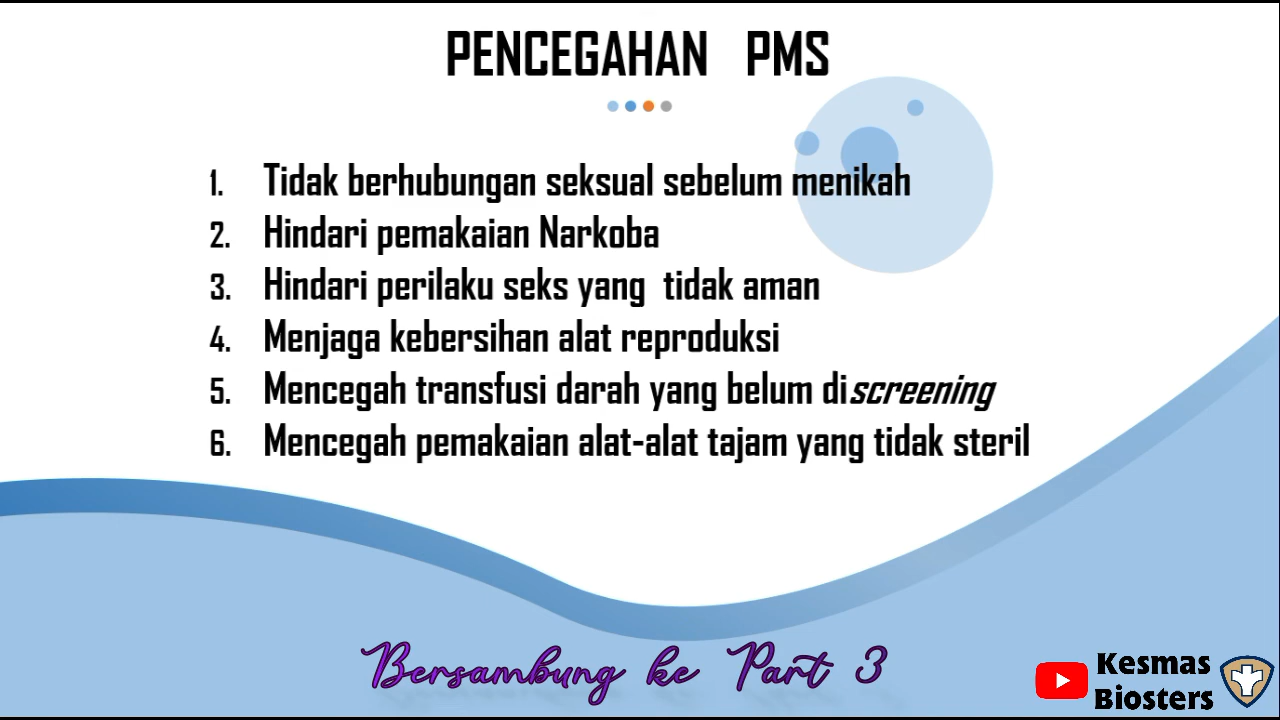 PENCEGAHAN PMS
1. Tidak berhubungan seksual sebelum menikah
2. Hindari pemakaian Narkoba
3. Hindari perilaku seks yang tidak aman
4. Menjaga kebersihan alat reproduksi
5. Mencegah transfusi darah yang belum discreening
6. Mencegah pemakaian alat-alat tajam yang tidak steril
Bersambung ke Part 3
Kesmas
Biosters